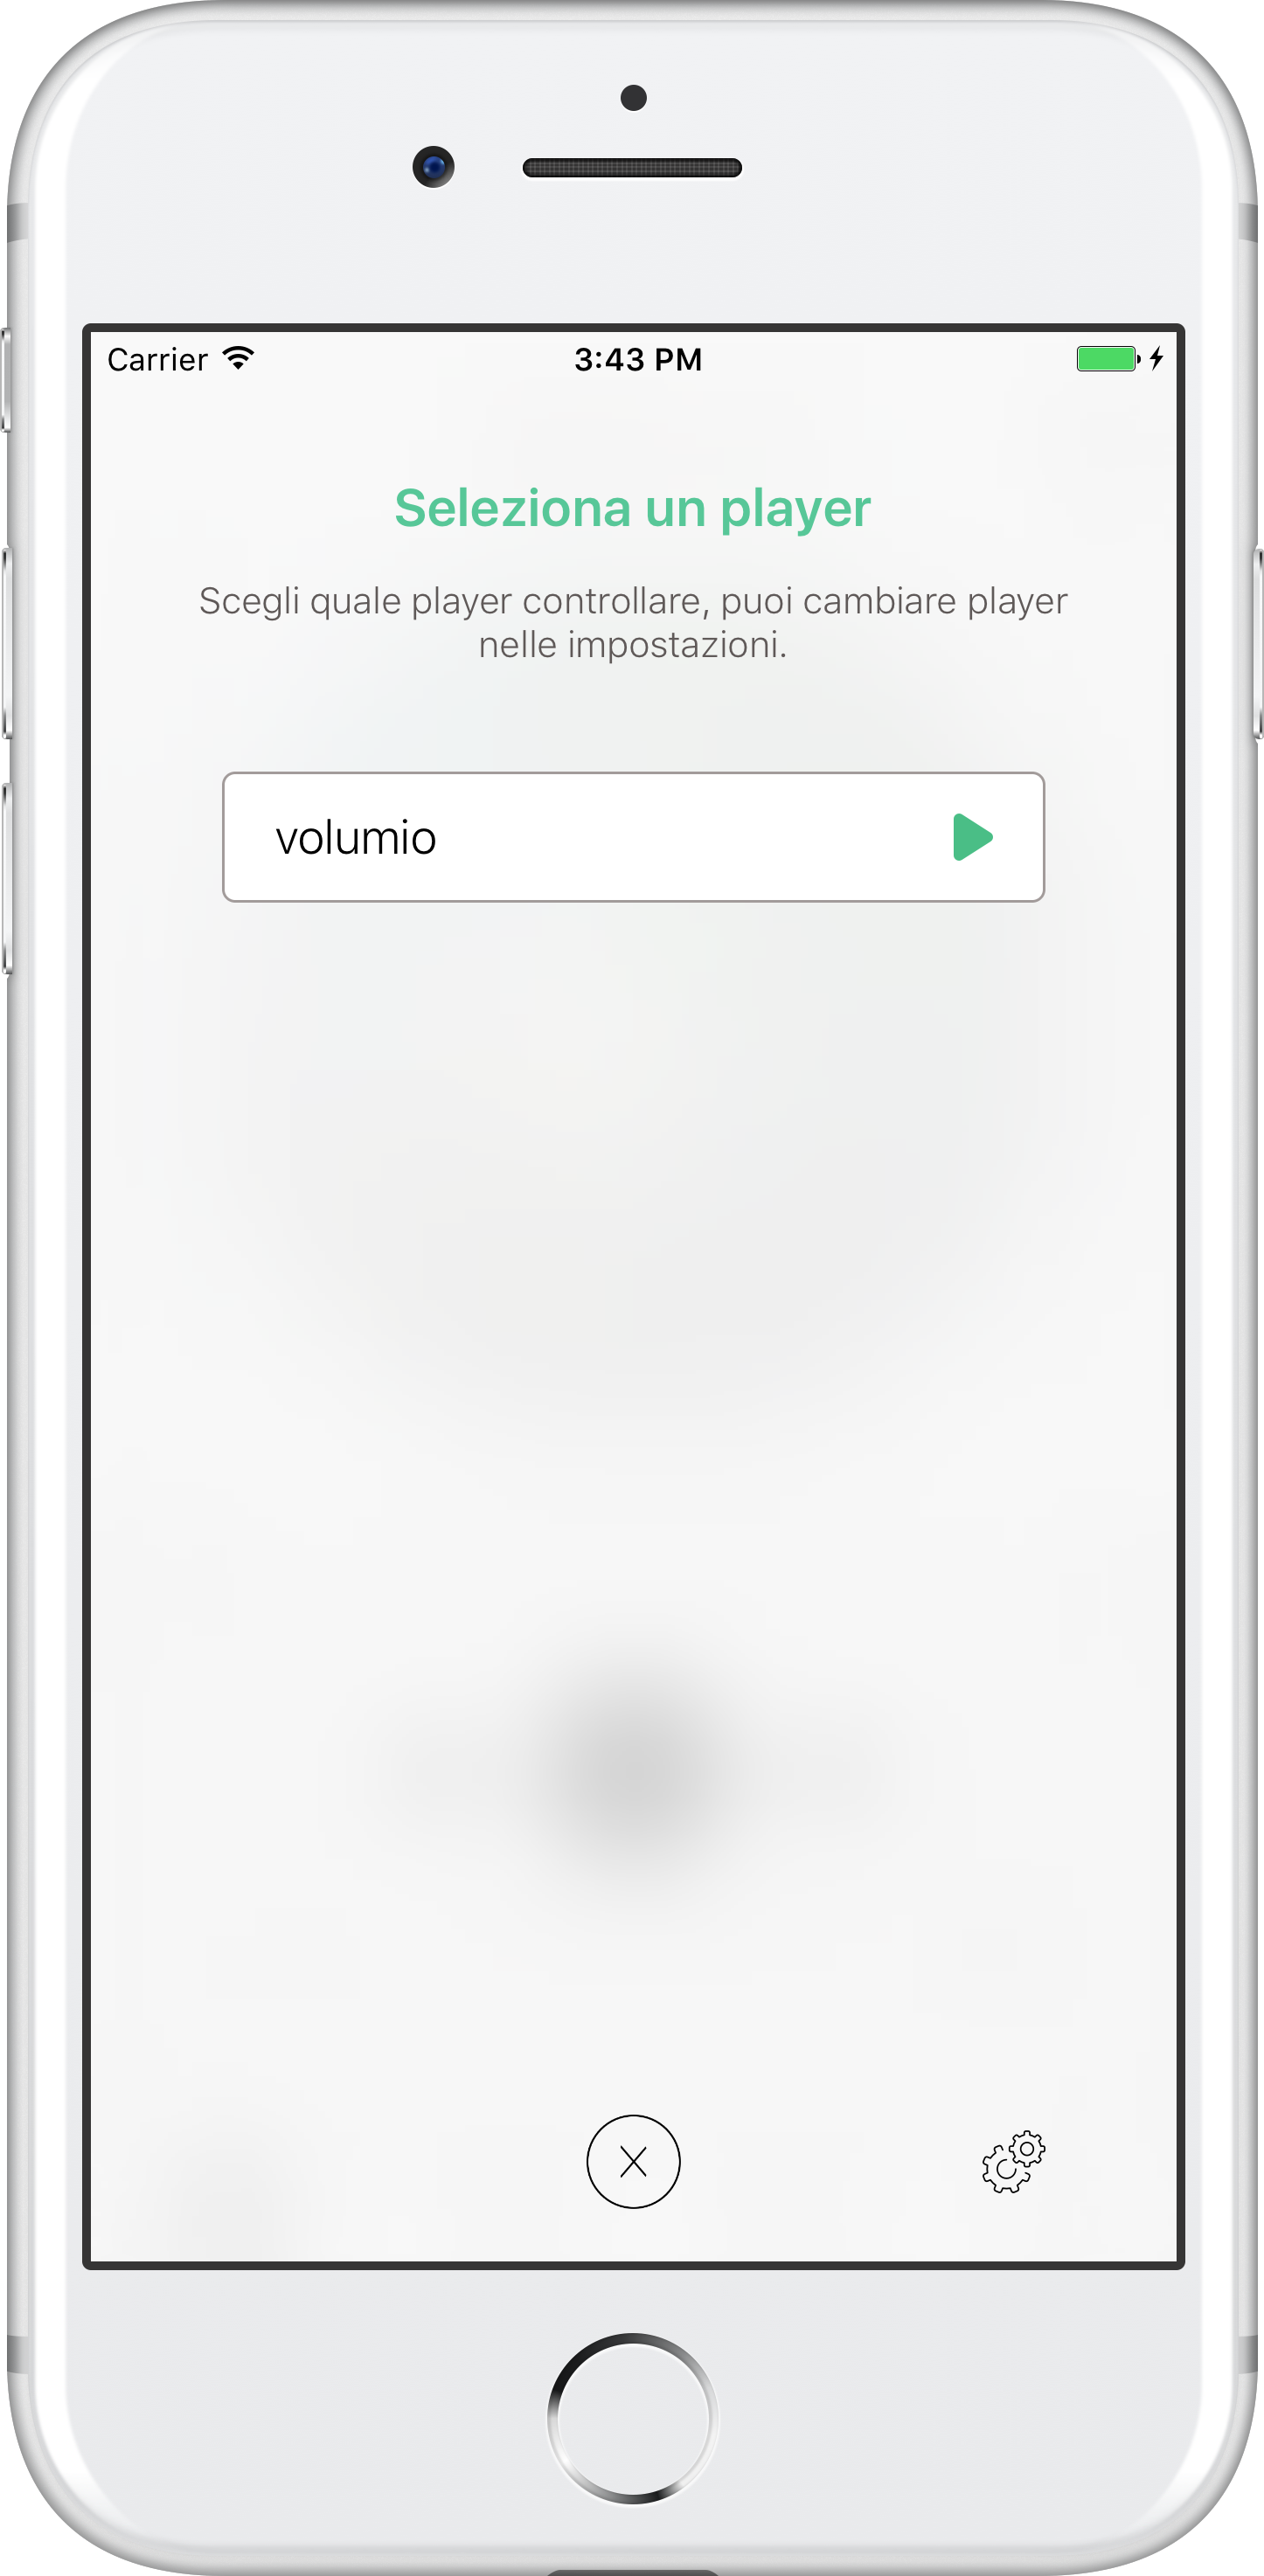 Carrier 3:43 PM
Seleziona un player
Scegli quale player controllare, puoi cambiare player
nelle impostazioni.
volumio